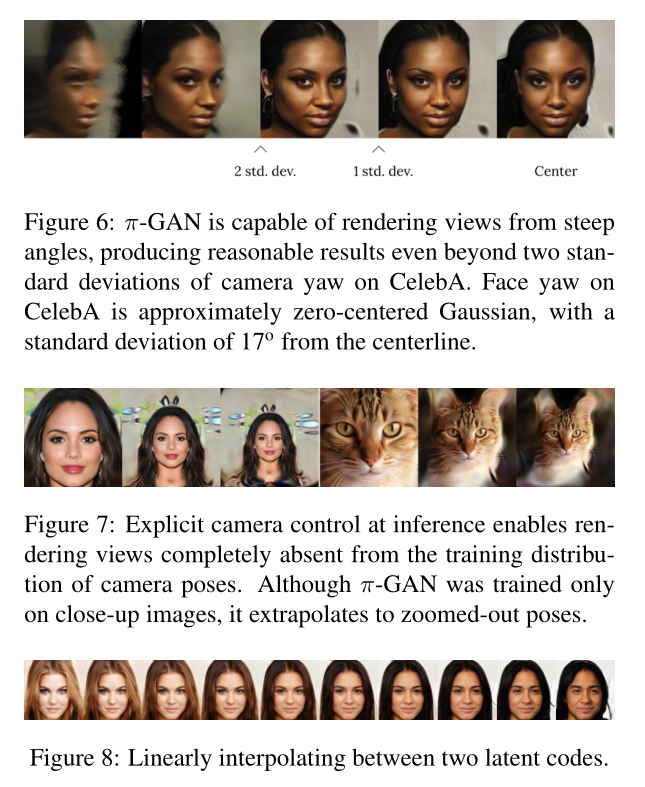 2 std. dev. 1 std. dev. Center
Figure 6: π-GAN is capable of rendering views from steep
angles, producing reasonable results even beyond two stan-
dard deviations of camera yaw on CelebA. Face yaw on
CelebA is approximately zero-centered Gaussian, with a
standard deviation of 17º from the centerline.
Figure 7: Explicit camera control at inference enables ren-
dering views completely absent from the training distribu-
tion of camera poses. Although π-GAN was trained only
on close-up images, it extrapolates to zoomed-out poses.
Figure 8: Linearly interpolating between two latent codes.